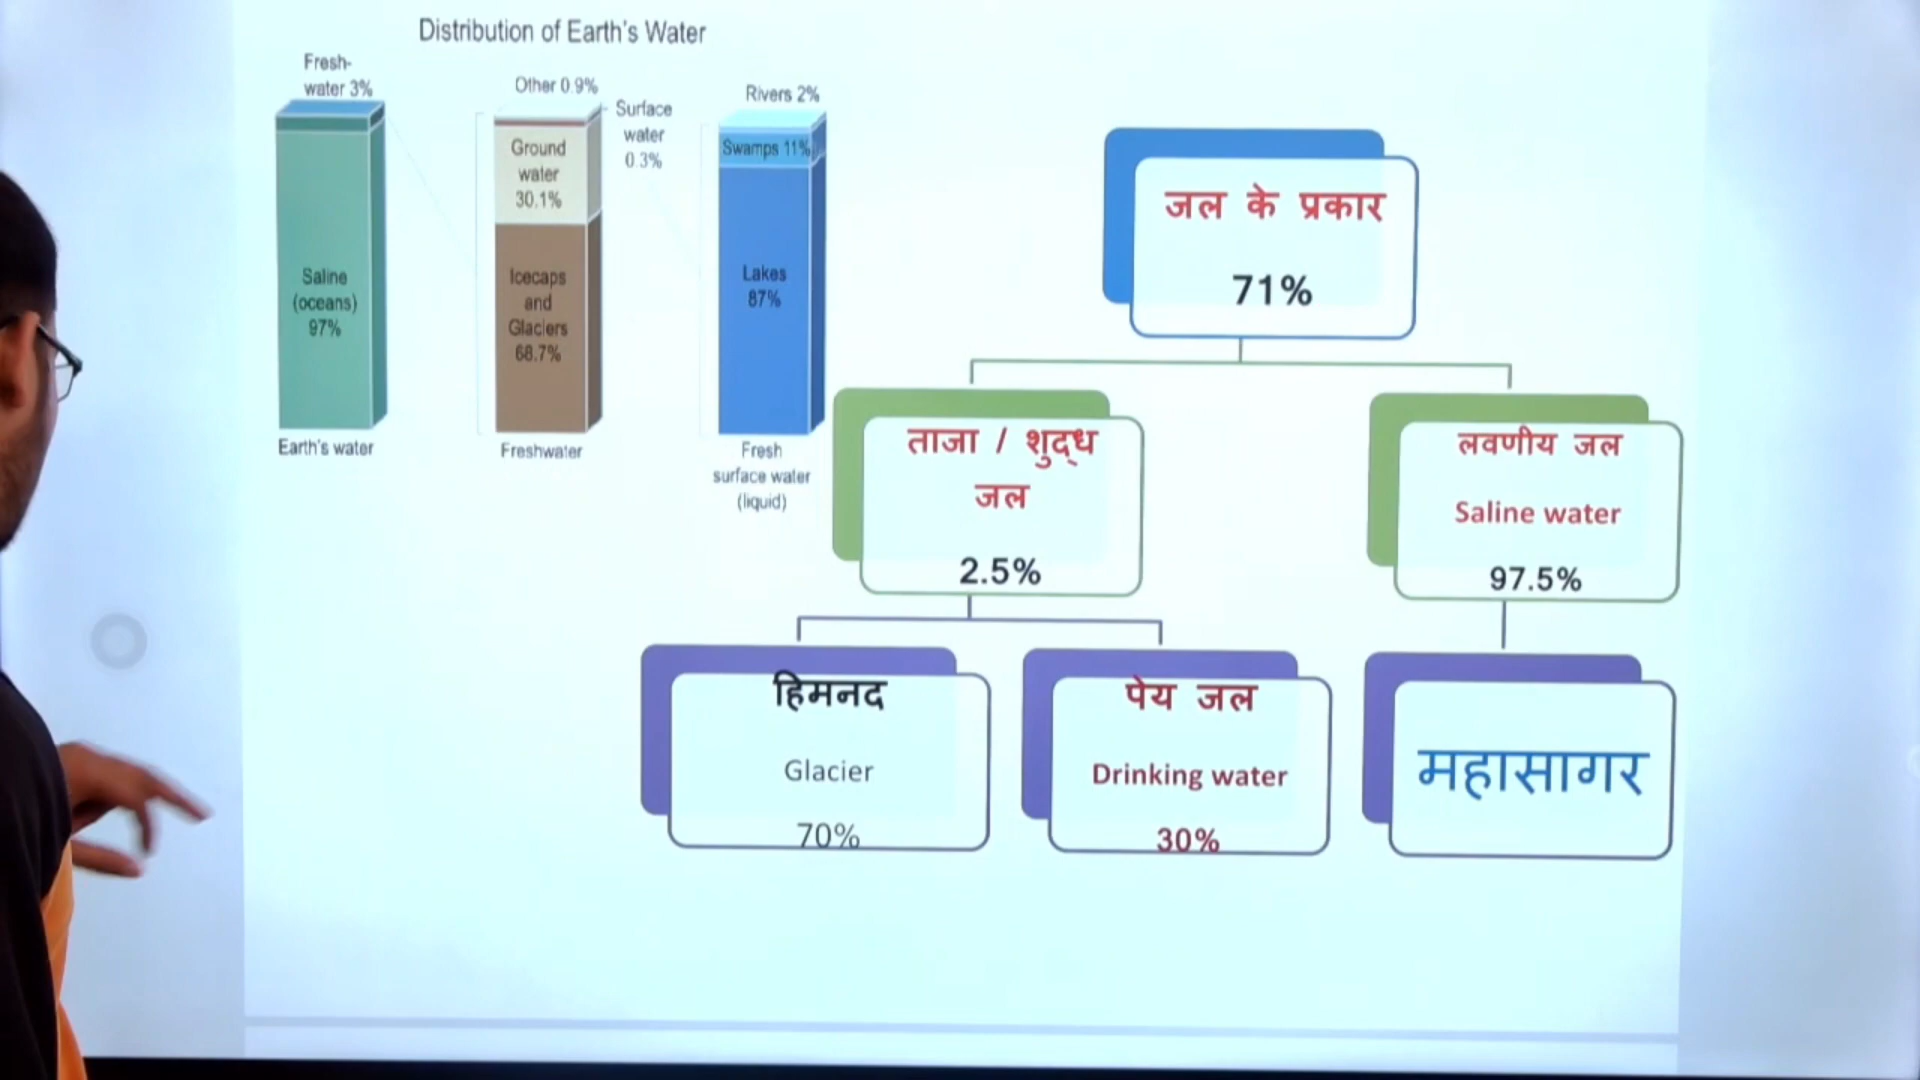 Distribution of Earth's Water
Fresh-
water 3%
Saline
(oceans)
97%
Earth's water
Other 0.9%
Surface
water
0.3%
Ground
water
30.1%
Icecaps
and
Glaciers
68.7%
Freshwater
Rivers 2%
Swamps 11%
Lakes
87%
Fresh
surface water
(liquid)
जल के प्रकार
71%
ताजा / शुद्ध
जल
2.5%
लवणीय जल
Saline water
97.5%
हिमनद
Glacier
70%
पेय जल
Drinking water
30%
महासागर